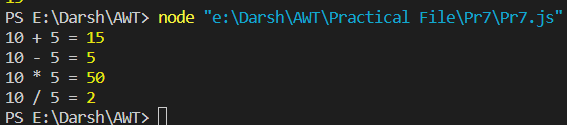 PS E:\Darsh\AWT> node "e:\Darsh\AWT\Practical File\Pr7\Pr7.js"
10 + 5 = 15
10 - 5 = 5
10 * 5 = 50
10 / 5 = 2
PS E:\Darsh\AWT>